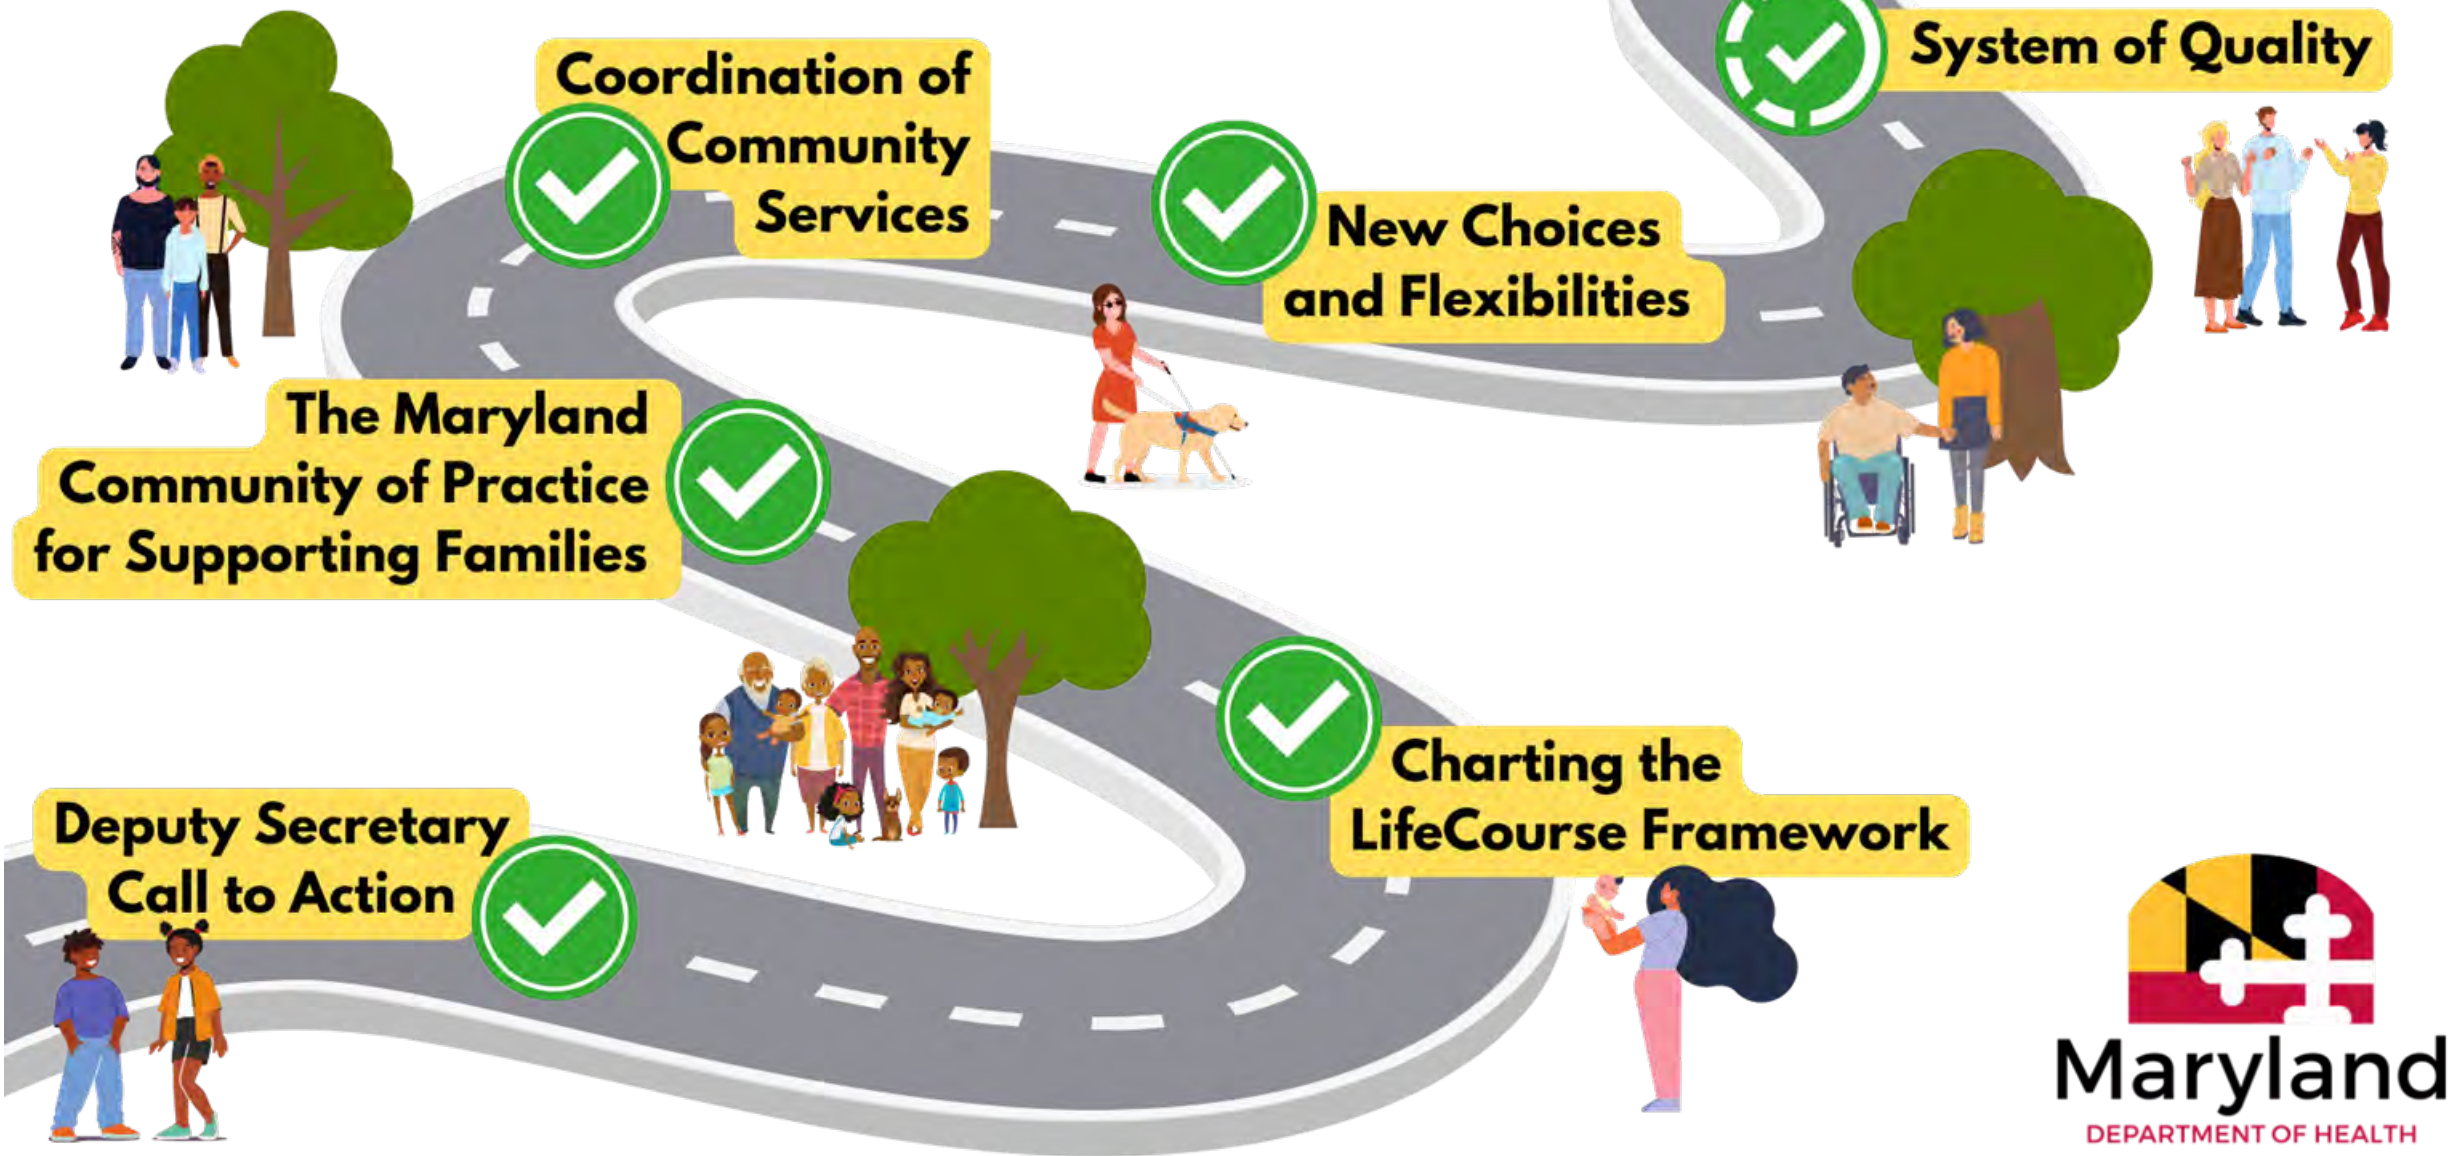 Coordination of
Community
Services
System of Quality
New Choices
and Flexibilities
The Maryland
Community of Practice
for Supporting Families
Charting the
LifeCourse Framework
Deputy Secretary
Call to Action
Maryland
DEPARTMENT OF HEALTH